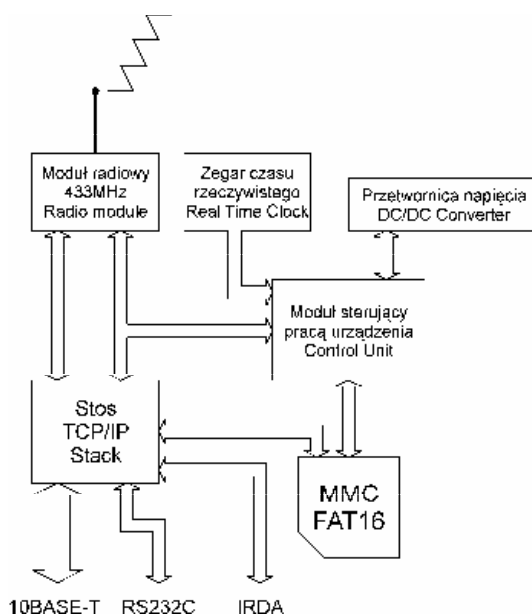 Moduł radiowy
433MHz
Radio module
Zegar czasu
rzeczywistego
Real Time Clock
Przetwornica napięcia
DC/DC Converter
Moduł sterujący
pracą urządzenia
Control Unit
Stos
TCP/IP
Stack
MMC
FAT16
10BASE-T
RS232C
IRDA